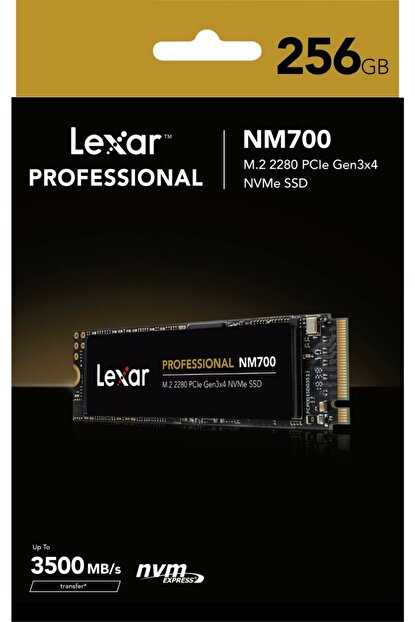 256GB
Lexar™
PROFESSIONAL
NM700
M.2 2280 PCIe Gen3x4
NVMe SSD
Lexar
PROFESSIONAL NM700
M.2 2280 PCIe Gen3x4 NVMe SSD
Up To
3500 MB/s
transfer*
nvm
EXPRESS